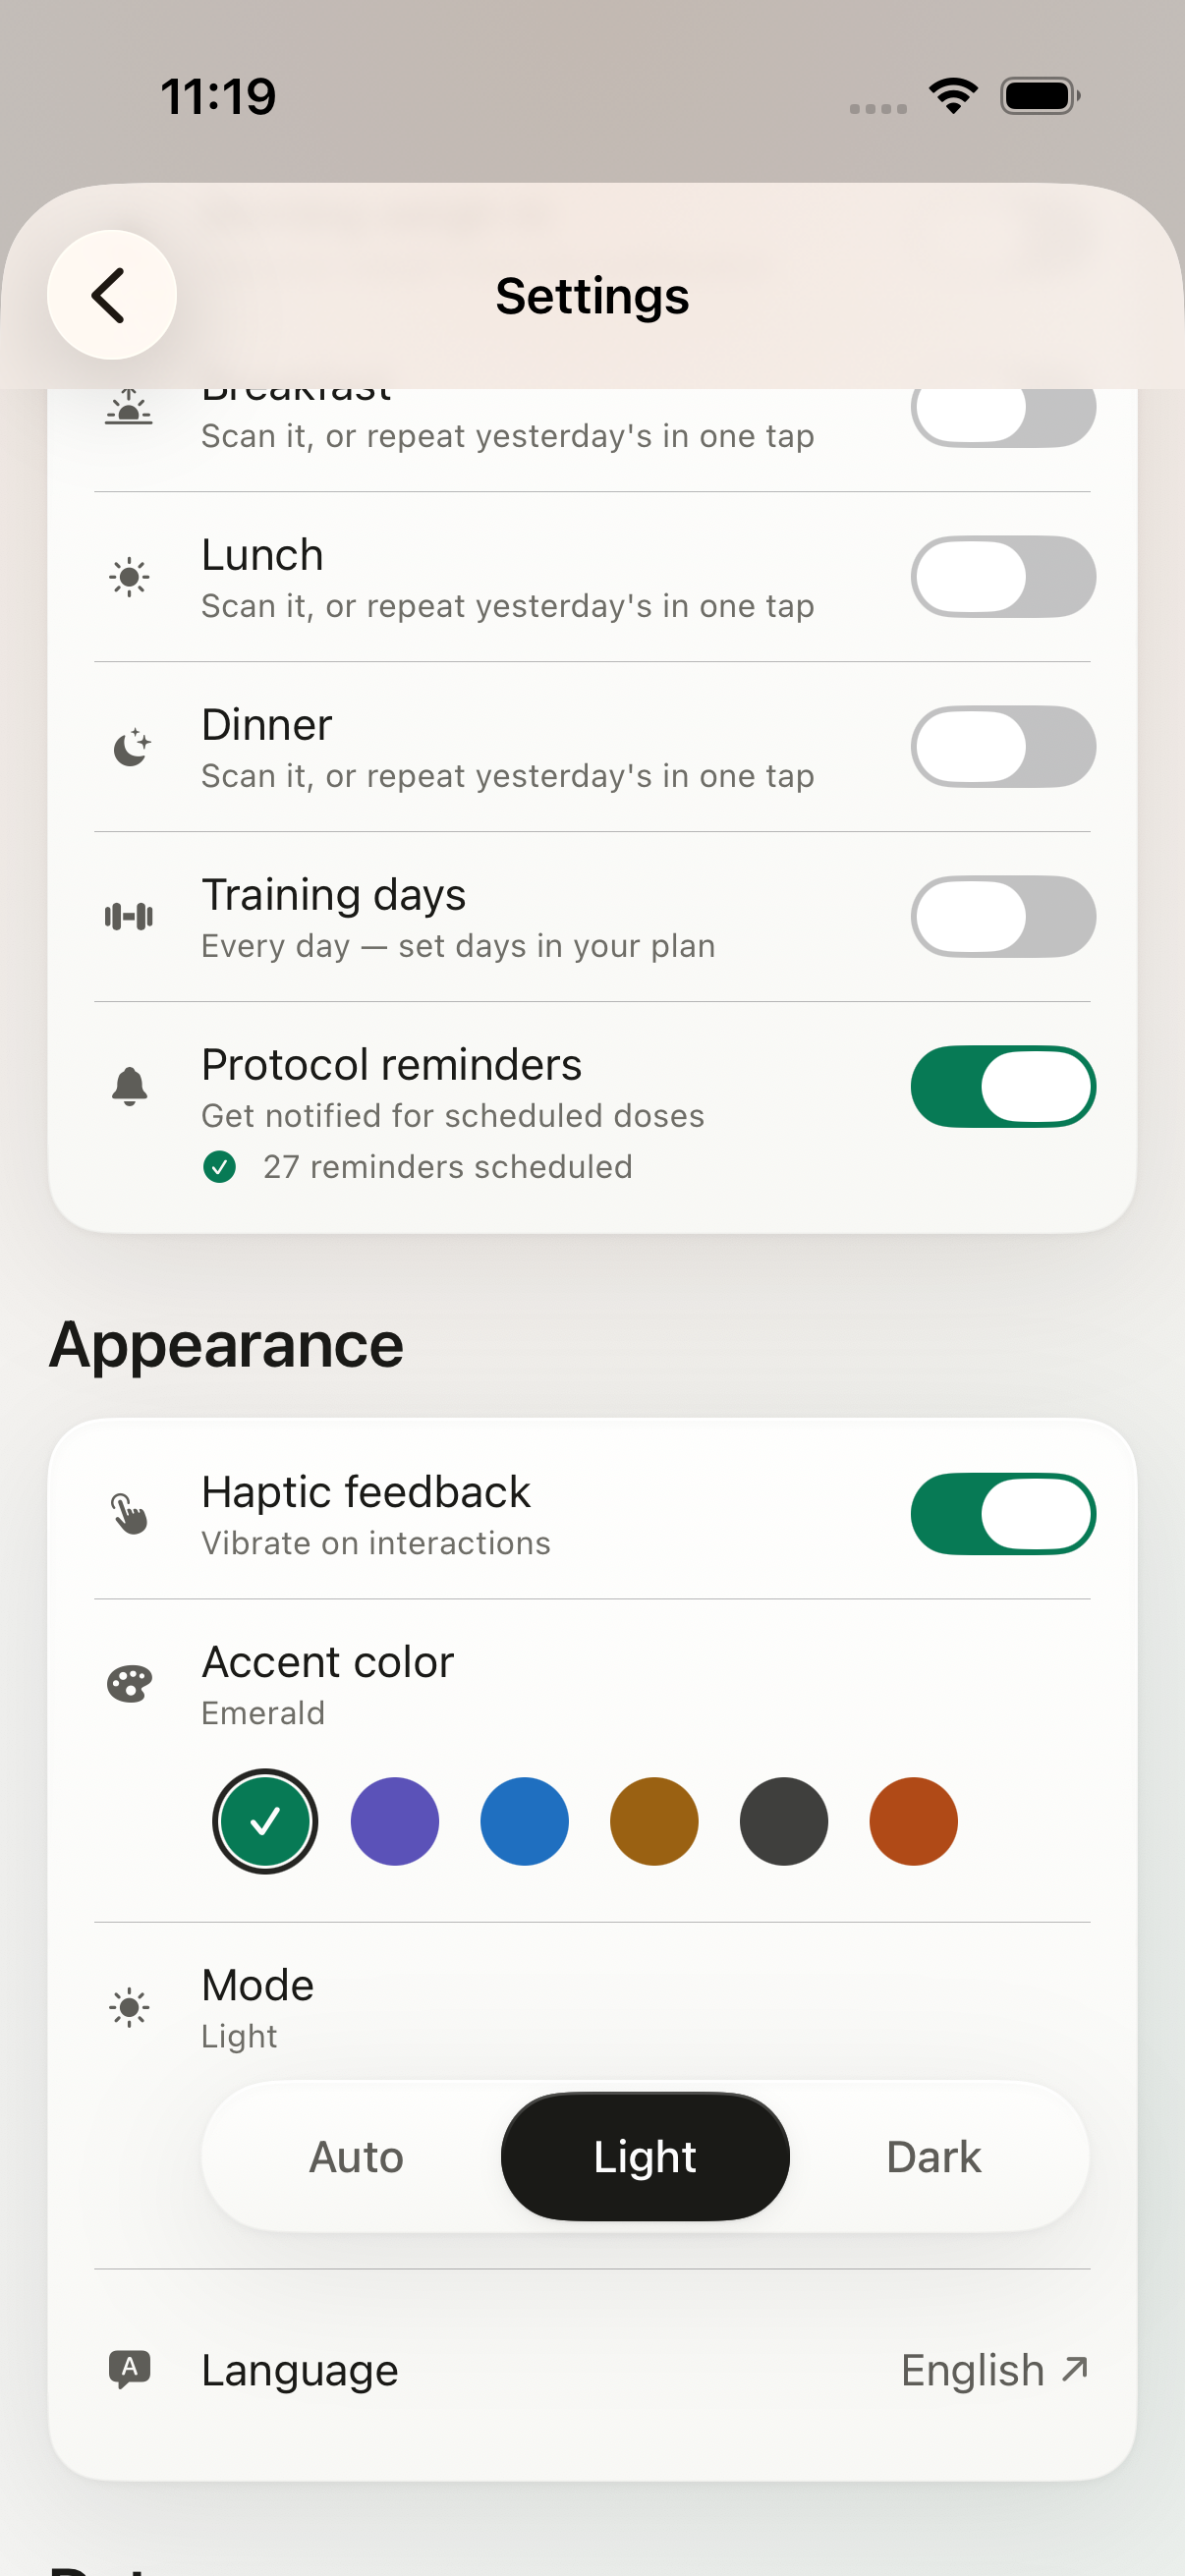 11:19
Settings
Breakfast
Scan it, or repeat yesterday's in one tap
Lunch
Scan it, or repeat yesterday's in one tap
Dinner
Scan it, or repeat yesterday's in one tap
Training days
Every day — set days in your plan
Protocol reminders
Get notified for scheduled doses
27 reminders scheduled
Appearance
Haptic feedback
Vibrate on interactions
Accent color
Emerald
Mode
Light
Auto Light Dark
A Language English